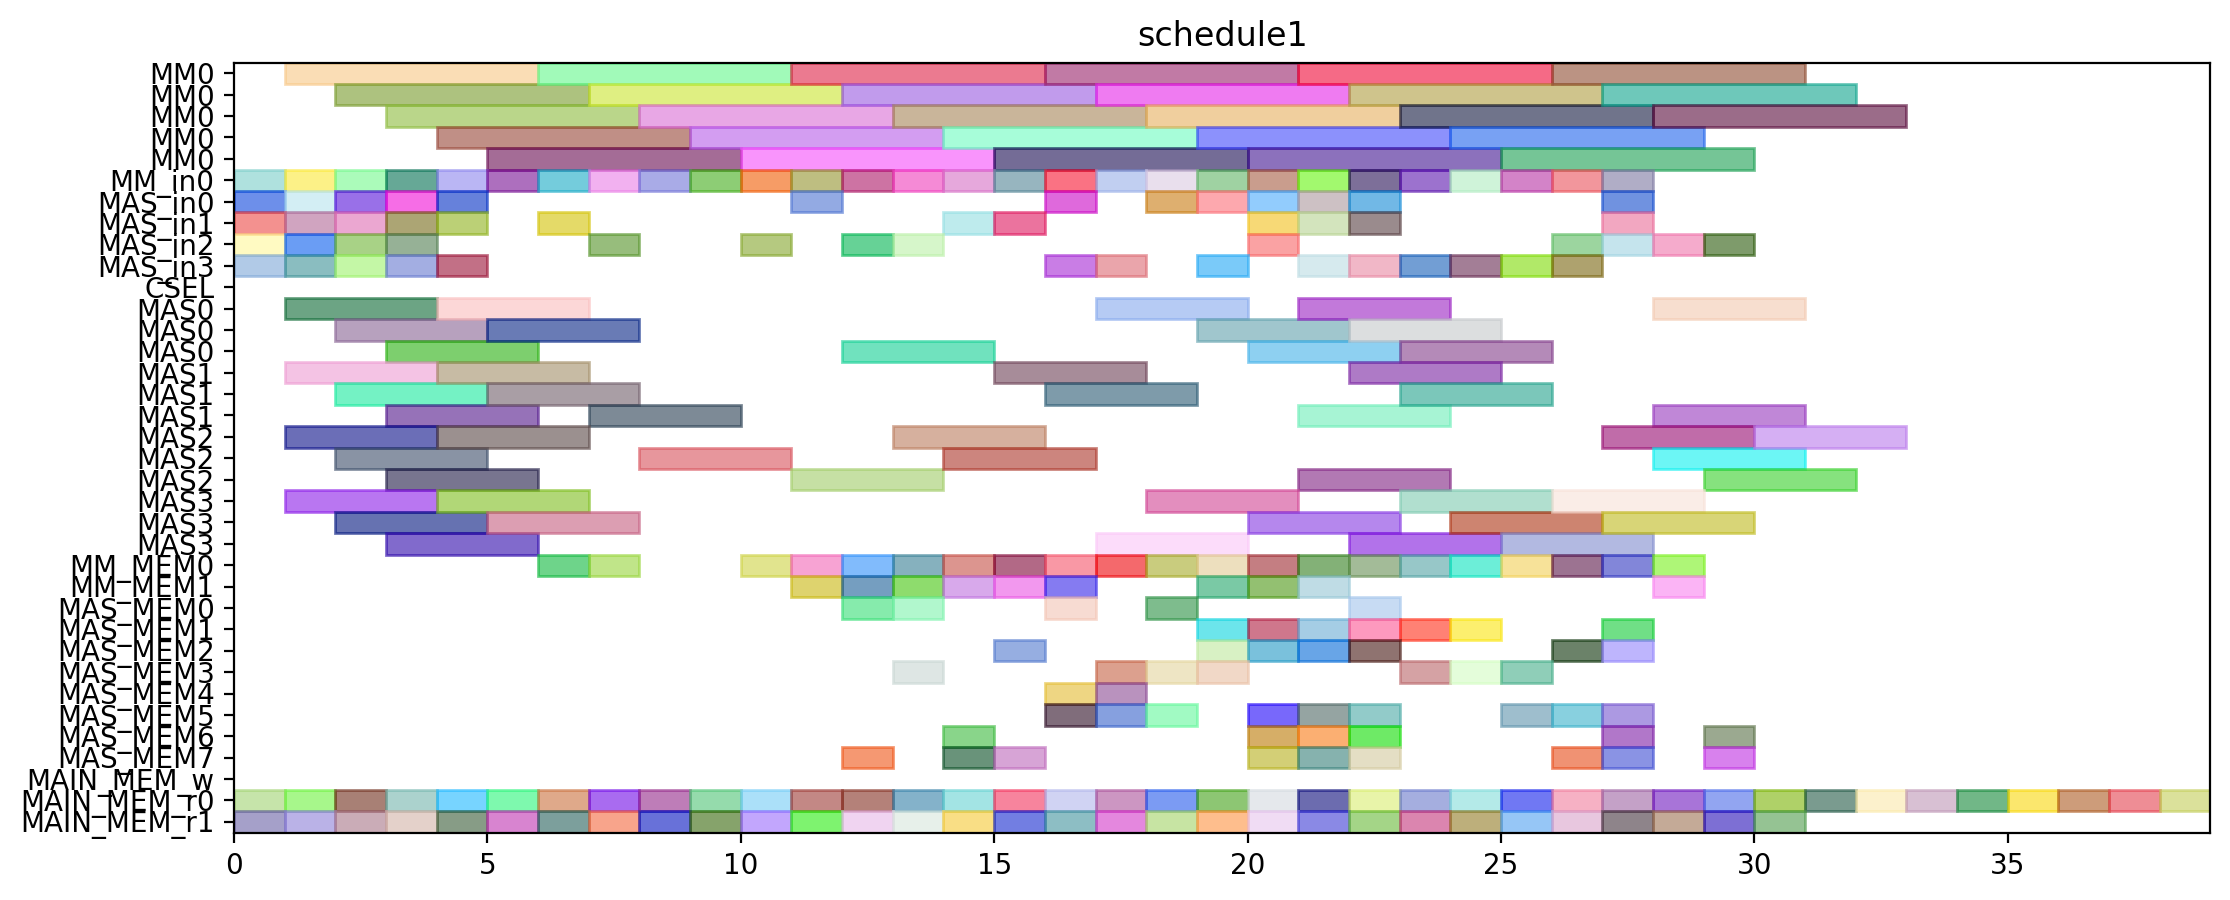 schedule1
MM0
MM0
MM0
MM0
MM0
MM_in0
MAS_in0
MAS_in1
MAS_in2
MAS_in3
CSEL
MAS0
MAS0
MAS0
MAS1
MAS1
MAS1
MAS2
MAS2
MAS2
MAS3
MAS3
MAS3
MM_MEM0
MM_MEM1
MAS_MEM0
MAS_MEM1
MAS_MEM2
MAS_MEM3
MAS_MEM4
MAS_MEM5
MAS_MEM6
MAS_MEM7
MAIN_MEM_w
MAIN_MEM_r0
MAIN_MEM_r1
0 5 10 15 20 25 30 35